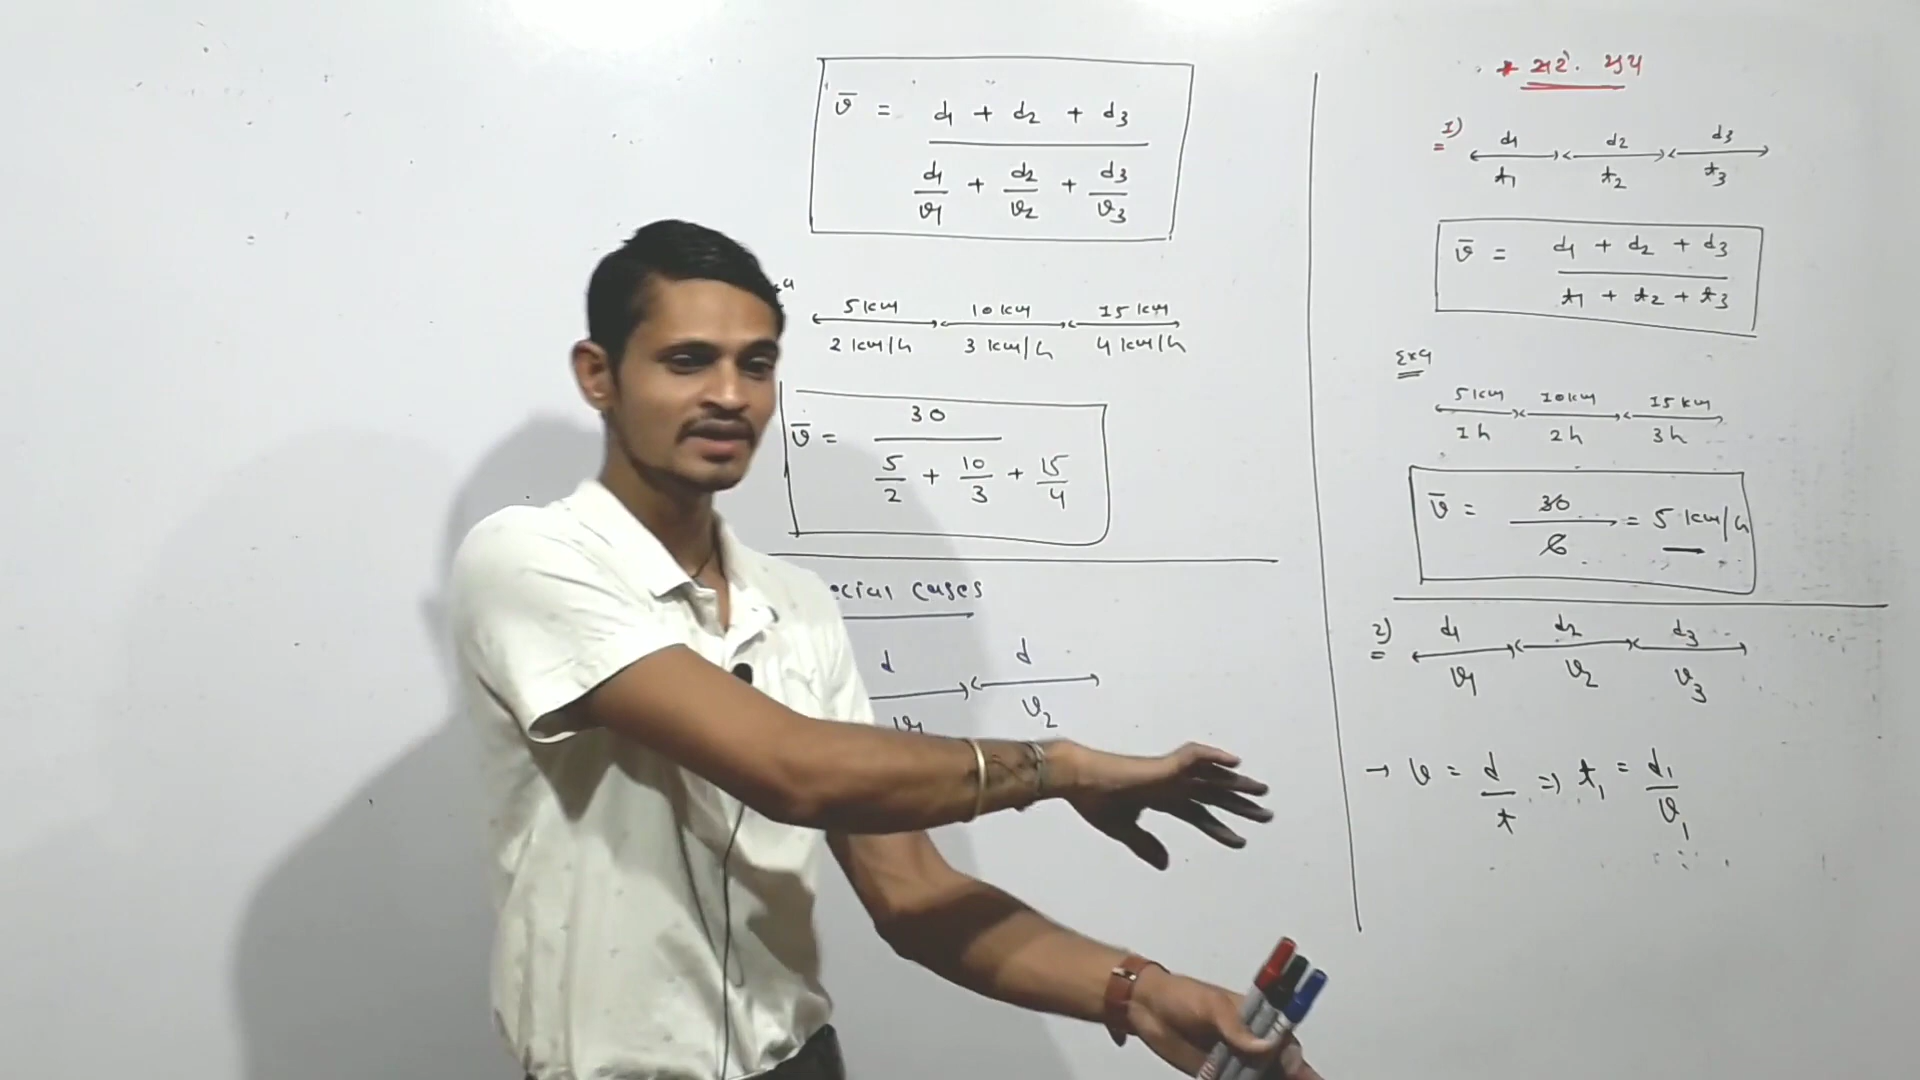 v̄ = (d1 + d2 + d3) / (d1/v1 + d2/v2 + d3/v3)
5 km 10 km 15 km
2 km/h 3 km/h 4 km/h
v̄ = 30 / (5/2 + 10/3 + 15/4)
ecial cases
d d
v1 v2
* સરે. ઝડપ
1) d1 d2 d3
t1 t2 t3
v̄ = (d1 + d2 + d3) / (t1 + t2 + t3)
5 km 10 km 15 km
1 h 2 h 3 h
v̄ = 30/6 = 5 km/h
2) d1 d2 d3
v1 v2 v3
→ v = d/t ⇒ t1 = d1/v1